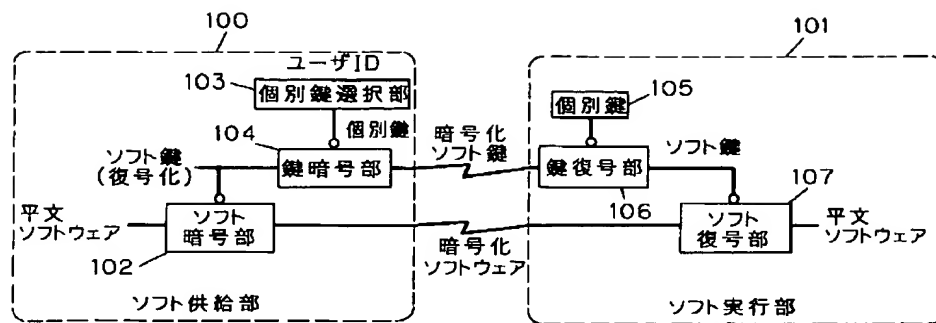 100
101
ユーザID
103
個別鍵選択部
105
個別鍵
個別鍵
104
暗号化
ソフト鍵
ソフト鍵
(復号化)
鍵暗号部
鍵復号部
ソフト鍵
106
107
平文
ソフトウェア
ソフト
暗号部
102
暗号化
ソフトウェア
ソフト
復号部
平文
ソフトウェア
ソフト供給部
ソフト実行部